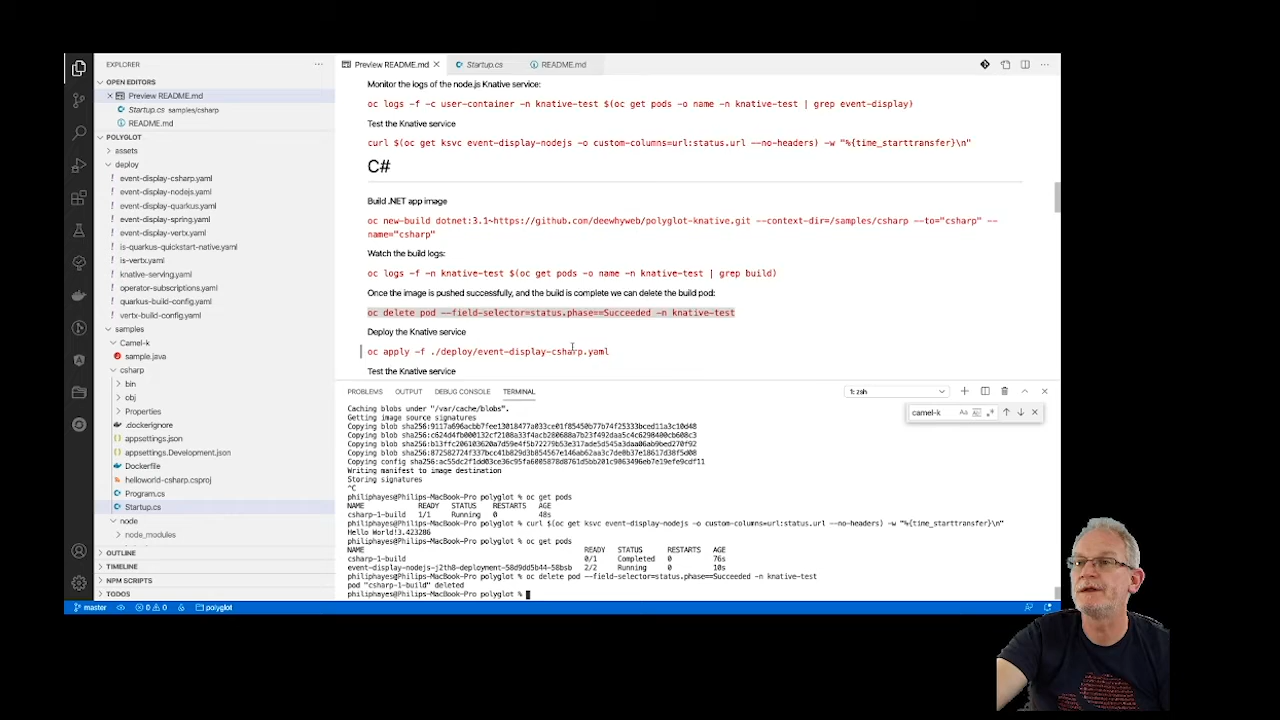 EXPLORER
OPEN EDITORS
Preview README.md
Startup.cs samples/csharp
README.md
POLYGLOT
assets
deploy
event-display-csharp.yaml
event-display-nodejs.yaml
event-display-quarkus.yaml
event-display-spring.yaml
event-display-vertx.yaml
is-quarkus-quickstart-native.yaml
is-vertx.yaml
knative-serving.yaml
operator-subscriptions.yaml
quarkus-build-config.yaml
vertx-build-config.yaml
samples
Camel-k
sample.java
csharp
bin
obj
Properties
.dockerignore
appsettings.json
appsettings.Development.json
Dockerfile
helloworld-csharp.csproj
Program.cs
Startup.cs
node
node_modules
OUTLINE
TIMELINE
NPM SCRIPTS
TODOS
Preview README.md Startup.cs README.md
Monitor the logs of the node.js Knative service:
oc logs -f -c user-container -n knative-test $(oc get pods -o name -n knative-test | grep event-display)
Test the Knative service
curl $(oc get ksvc event-display-nodejs -o custom-columns=url:status.url --no-headers) -w "%{time_starttransfer}\n"
C#
Build .NET app image
oc new-build dotnet:3.1~https://github.com/deewhyweb/polyglot-knative.git --context-dir=/samples/csharp --to="csharp" --
name="csharp"
Watch the build logs:
oc logs -f -n knative-test $(oc get pods -o name -n knative-test | grep build)
Once the image is pushed successfully, and the build is complete we can delete the build pod:
oc delete pod --field-selector=status.phase==Succeeded -n knative-test
Deploy the Knative service
oc apply -f ./deploy/event-display-csharp.yaml
Test the Knative service
PROBLEMS OUTPUT DEBUG CONSOLE TERMINAL 1: zsh
camel-k
Caching blobs under "/var/cache/blobs".
Getting image source signatures
Writing manifest to image destination
Storing signatures
^C
philiphayes@Philips-MacBook-Pro polyglot % oc get pods
NAME READY STATUS RESTARTS AGE
csharp-1-build 1/1 Running 0 48s
philiphayes@Philips-MacBook-Pro polyglot % curl $(oc get ksvc event-display-nodejs -o custom-columns=url:status.url --no-headers) -w "%{time_starttransfer}\n"
Hello World!3.423286
philiphayes@Philips-MacBook-Pro polyglot % oc get pods
NAME READY STATUS RESTARTS AGE
csharp-1-build 0/1 Completed 0 76s
event-display-nodejs-j2th8-deployment-58d9dd5b44-58bsb 2/2 Running 0 10s
philiphayes@Philips-MacBook-Pro polyglot % oc delete pod --field-selector=status.phase==Succeeded -n knative-test
pod "csharp-1-build" deleted
philiphayes@Philips-MacBook-Pro polyglot %
master 0 0 polyglot